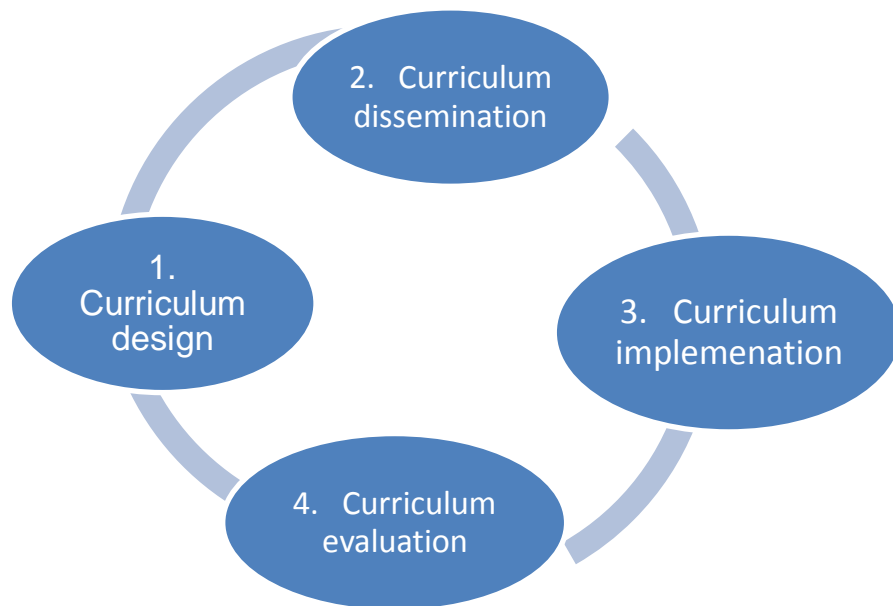 1.
Curriculum
design
2. Curriculum
dissemination
3. Curriculum
implemenation
4. Curriculum
evaluation